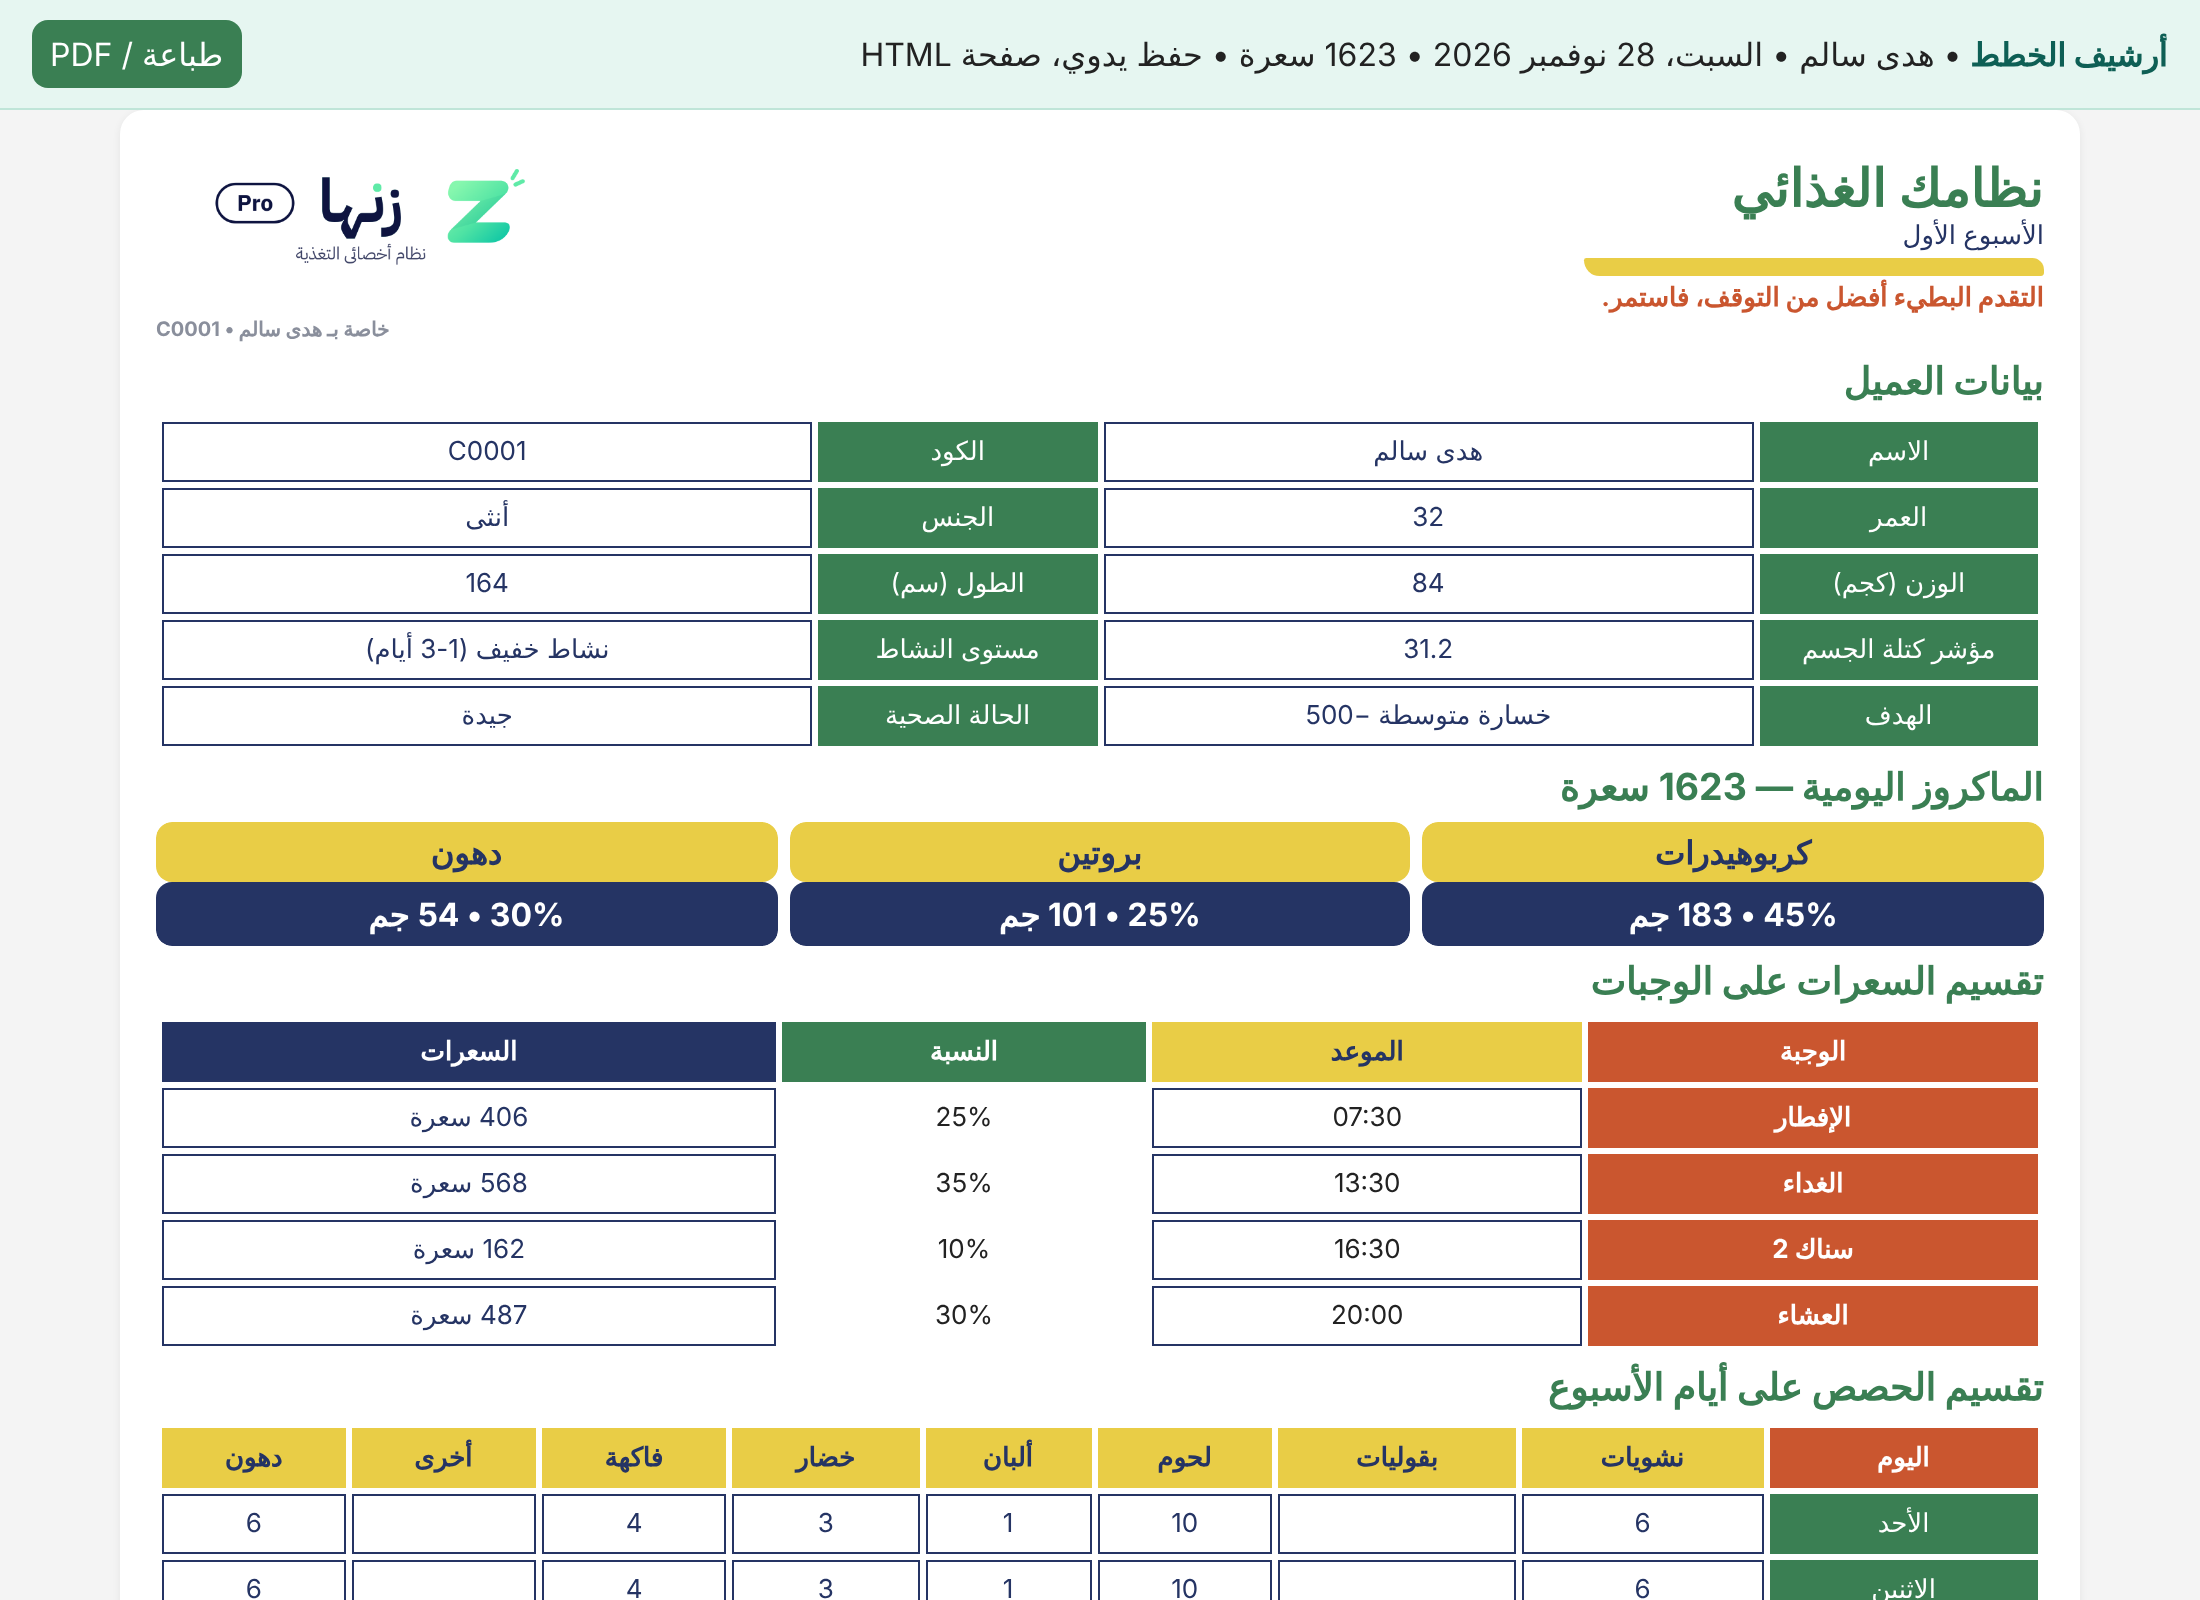 أرشيف الخطط • هدى سالم • السبت، 28 نوفمبر 2026 • 1623 سعرة • حفظ يدوي، صفحة HTML
طباعة / PDF
نظامك الغذائي
الأسبوع الأول
التقدم البطيء أفضل من التوقف، فاستمر.
زنها Pro
نظام أخصائي التغذية
خاصة بـ هدى سالم • C0001
بيانات العميل
الاسم هدى سالم الكود C0001
العمر 32 الجنس أنثى
الوزن (كجم) 84 الطول (سم) 164
مؤشر كتلة الجسم 31.2 مستوى النشاط نشاط خفيف (1-3 أيام)
الهدف خسارة متوسطة −500 الحالة الصحية جيدة
الماكروز اليومية — 1623 سعرة
كربوهيدرات بروتين دهون
45% • 183 جم 25% • 101 جم 30% • 54 جم
تقسيم السعرات على الوجبات
الوجبة الموعد النسبة السعرات
الإفطار 07:30 25% 406 سعرة
الغداء 13:30 35% 568 سعرة
سناك 2 16:30 10% 162 سعرة
العشاء 20:00 30% 487 سعرة
تقسيم الحصص على أيام الأسبوع
اليوم نشويات بقوليات لحوم ألبان خضار فاكهة أخرى دهون
الأحد 6 10 1 3 4 6
الاثنين 6 10 1 3 4 6